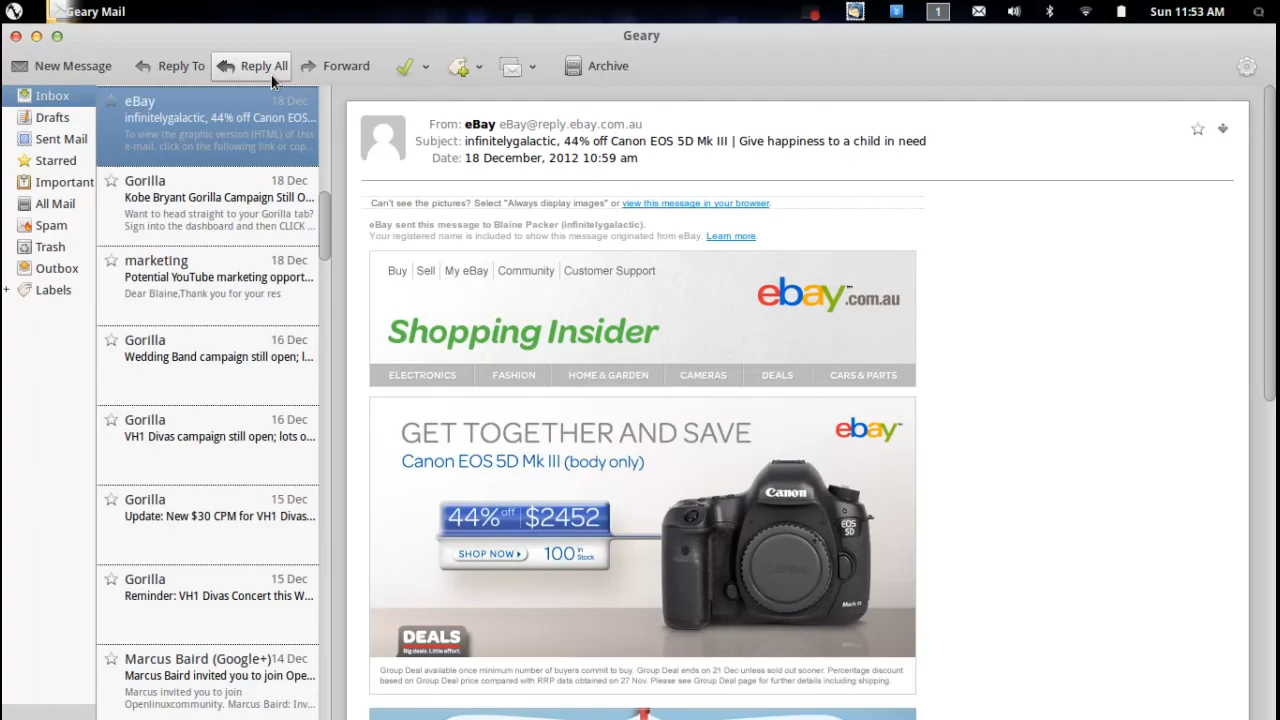 Geary Mail
1
Sun 11:53 AM
Geary
New Message
Reply To
Reply All
Forward
Archive
Inbox
Drafts
Sent Mail
Starred
Important
All Mail
Spam
Trash
Outbox
+ Labels
eBay 18 Dec
infinitelygalactic, 44% off Canon EOS...
To view the graphic version (HTML) of this
e-mail, click on the following link or cop...
Gorilla 18 Dec
Kobe Bryant Gorilla Campaign Still O...
Want to head straight to your Gorilla tab?
Sign into the dashboard and then CLICK ...
marketing 18 Dec
Potential YouTube marketing opport...
Dear Blaine,Thank you for your res
Gorilla 16 Dec
Wedding Band campaign still open; l...
Gorilla 16 Dec
VH1 Divas campaign still open; lots o...
Gorilla 15 Dec
Update: New $30 CPM for VH1 Divas...
Gorilla 15 Dec
Reminder: VH1 Divas Concert this W...
Marcus Baird (Google+) 14 Dec
Marcus Baird invited you to join Ope...
Marcus invited you to join
Openlinuxcommunity. Marcus Baird: Inv...
From: eBay eBay@reply.ebay.com.au
Subject: infinitelygalactic, 44% off Canon EOS 5D Mk III | Give happiness to a child in need
Date: 18 December, 2012 10:59 am
Can't see the pictures? Select "Always display images" or view this message in your browser.
eBay sent this message to Blaine Packer (infinitelygalactic).
Your registered name is included to show this message originated from eBay. Learn more.
Buy Sell My eBay Community Customer Support
ebay™.com.au
Shopping Insider
ELECTRONICS FASHION HOME & GARDEN CAMERAS DEALS CARS & PARTS
GET TOGETHER AND SAVE
ebay™
Canon EOS 5D Mk III (body only)
44% off $2452
SHOP NOW
100 In Stock
Canon
EOS
5D
Mark III
DEALS
Big deals. Little effort.
Group Deal available once minimum number of buyers commit to buy. Group Deal ends on 21 Dec unless sold out sooner. Percentage discount
based on Group Deal price compared with RRP data obtained on 27 Nov. Please see Group Deal page for further details including shipping.